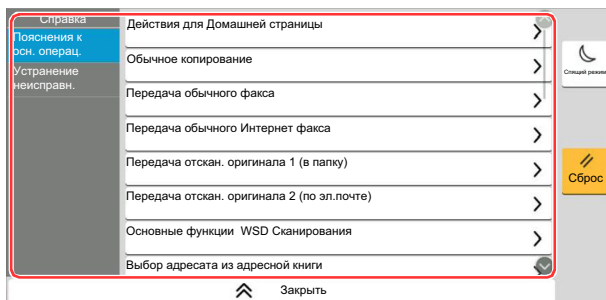 Справка
Пояснения к
осн. операц.
Устранение
неисправн.
Действия для Домашней страницы
Обычное копирование
Передача обычного факса
Передача обычного Интернет факса
Передача отскан. оригинала 1 (в папку)
Передача отскан. оригинала 2 (по эл.почте)
Основные функции WSD Сканирования
Выбор адресата из адресной книги
Спящий режим
Сброс
Закрыть